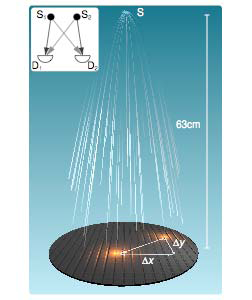 S₁ S₂
D₁ D₂
S
63cm
Δy
Δx